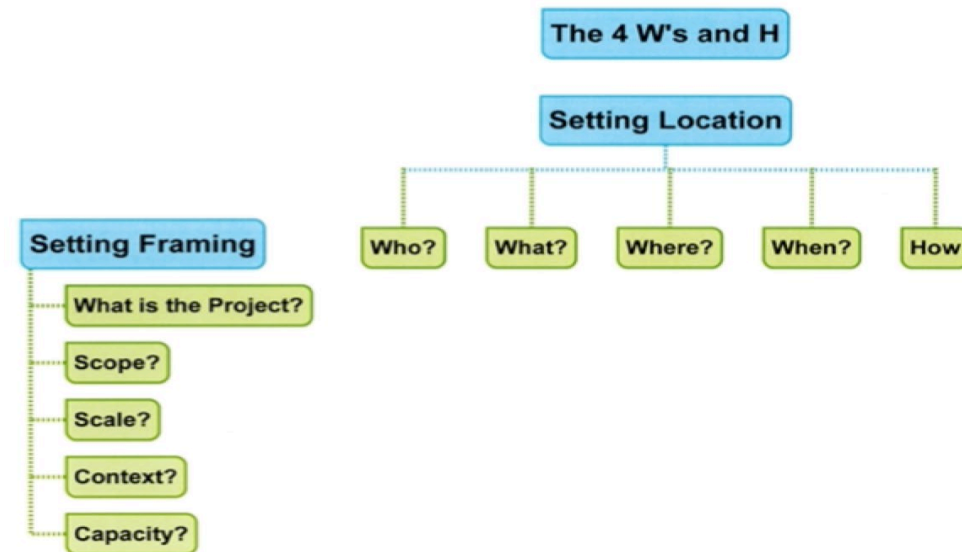 The 4 W's and H
Setting Location
Who?
What?
Where?
When?
How
Setting Framing
What is the Project?
Scope?
Scale?
Context?
Capacity?